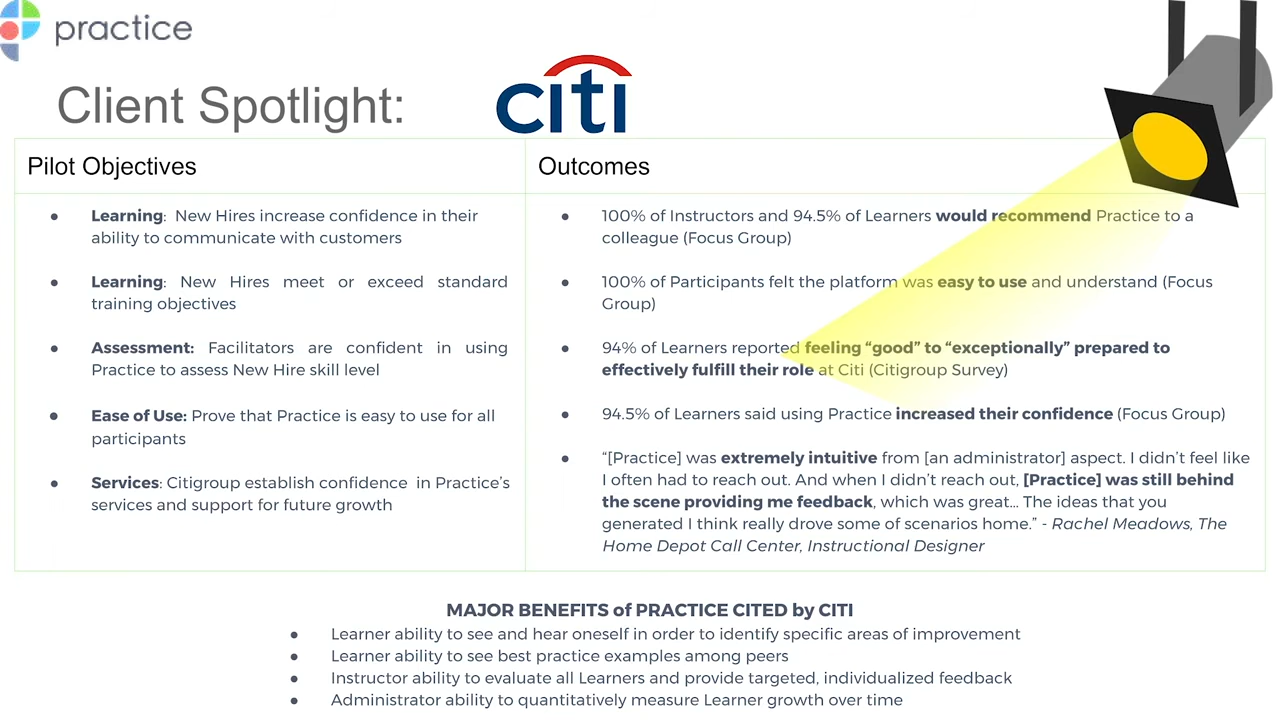 practice
Client Spotlight:
citi
Pilot Objectives
● Learning: New Hires increase confidence in their
ability to communicate with customers
● Learning: New Hires meet or exceed standard
training objectives
● Assessment: Facilitators are confident in using
Practice to assess New Hire skill level
● Ease of Use: Prove that Practice is easy to use for all
participants
● Services: Citigroup establish confidence in Practice’s
services and support for future growth
Outcomes
● 100% of Instructors and 94.5% of Learners would recommend Practice to a
colleague (Focus Group)
● 100% of Participants felt the platform was easy to use and understand (Focus
Group)
● 94% of Learners reported feeling “good” to “exceptionally” prepared to
effectively fulfill their role at Citi (Citigroup Survey)
● 94.5% of Learners said using Practice increased their confidence (Focus Group)
● “[Practice] was extremely intuitive from [an administrator] aspect. I didn’t feel like
I often had to reach out. And when I didn’t reach out, [Practice] was still behind
the scene providing me feedback, which was great... The ideas that you
generated I think really drove some of scenarios home.” - Rachel Meadows, The
Home Depot Call Center, Instructional Designer
MAJOR BENEFITS of PRACTICE CITED by CITI
● Learner ability to see and hear oneself in order to identify specific areas of improvement
● Learner ability to see best practice examples among peers
● Instructor ability to evaluate all Learners and provide targeted, individualized feedback
● Administrator ability to quantitatively measure Learner growth over time